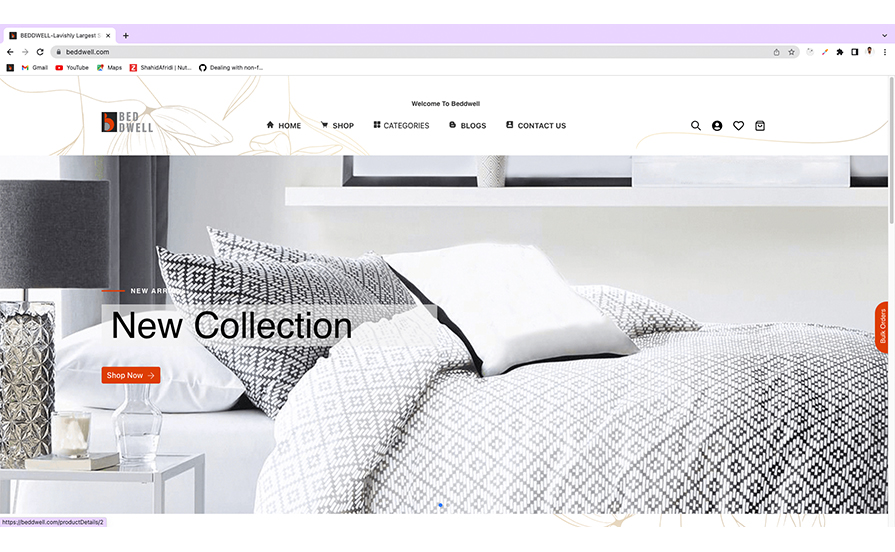 BEDDWELL-Lavishly Largest S
beddwell.com
Gmail
YouTube
Maps
ShahidAfridi | Nut...
Dealing with non-f...
Welcome To Beddwell
BED
DWELL
HOME
SHOP
CATEGORIES
BLOGS
CONTACT US
NEW ARR
New Collection
Shop Now →
Bulk Orders
https://beddwell.com/productDetails/2